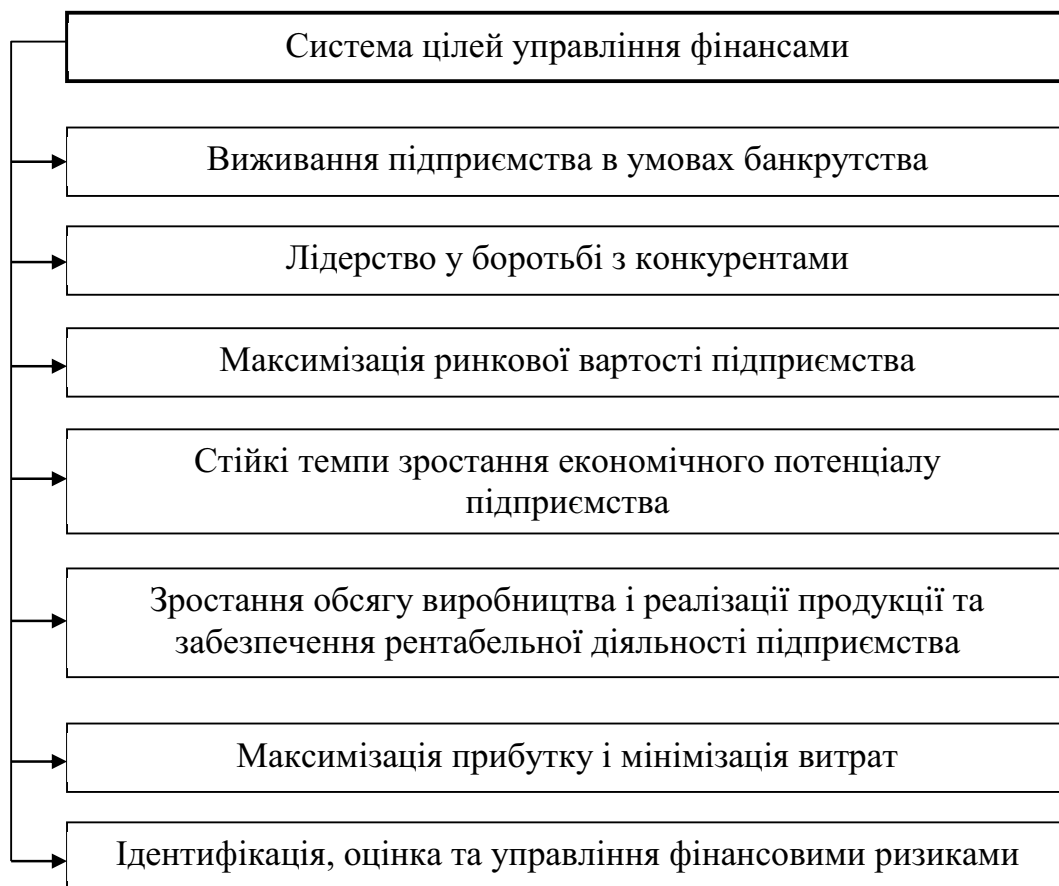 Система цілей управління фінансами
Виживання підприємства в умовах банкрутства
Лідерство у боротьбі з конкурентами
Максимізація ринкової вартості підприємства
Стійкі темпи зростання економічного потенціалу
підприємства
Зростання обсягу виробництва і реалізації продукції та
забезпечення рентабельної діяльності підприємства
Максимізація прибутку і мінімізація витрат
Ідентифікація, оцінка та управління фінансовими ризиками